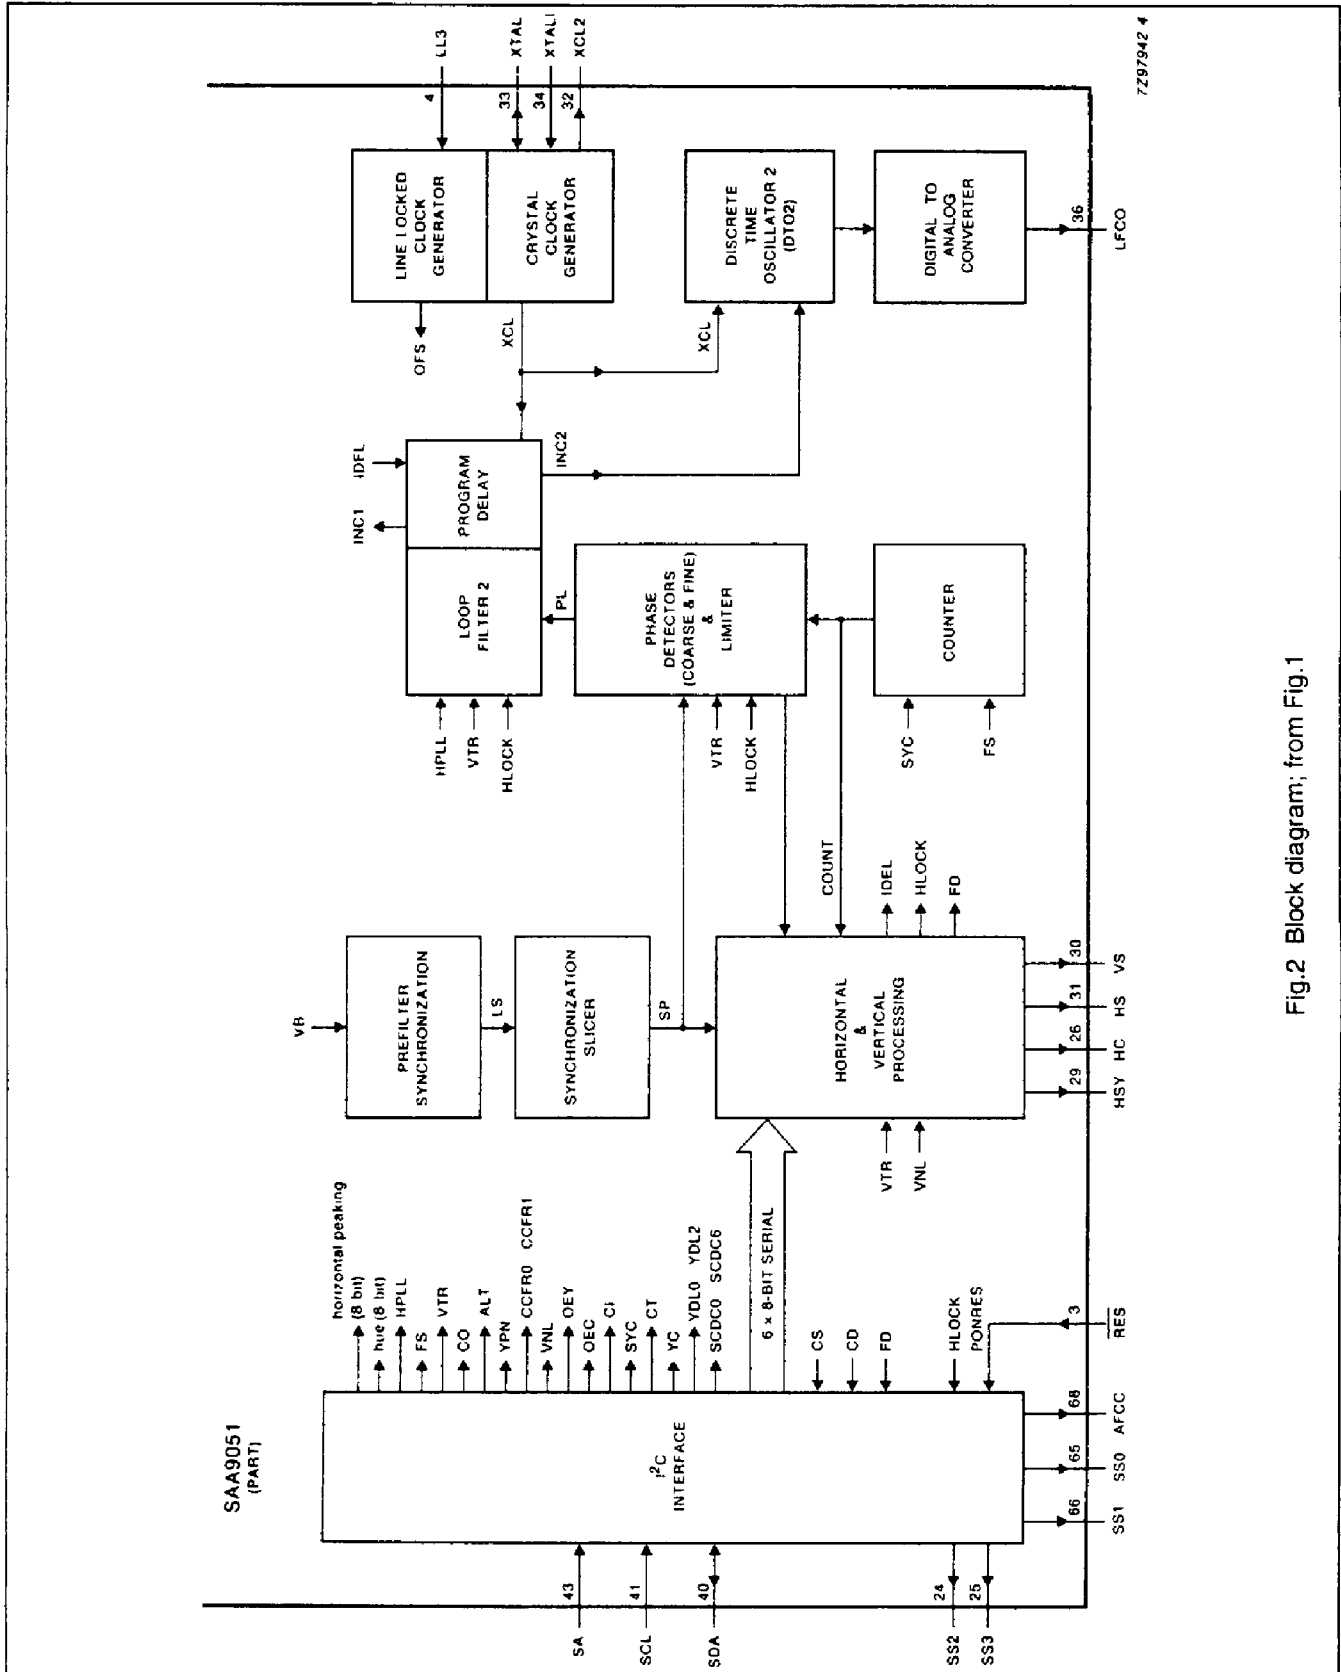 SAA9051
(PART)
SA
43
SCL
41
SDA
40
SS2
24
SS3
25
I²C
INTERFACE
horizontal peaking
(8 bit)
hue (8 bit)
HPLL
FS
VTR
CO
ALT
YPN
CCFR0 CCFR1
VNL
OEY
OEC
CI
SYC
CT
YC
YDL0 YDL2
SCDC0 SCDC6
6 x 8-BIT SERIAL
CS
CD
FD
HLOCK
PONRES
3
RES
66
SS1
65
SS0
68
AFCC
VB
PREFILTER
SYNCHRONIZATION
LS
SYNCHRONIZATION
SLICER
SP
HORIZONTAL
&
VERTICAL
PROCESSING
VTR
VNL
COUNT
IDEL
HLOCK
FD
29
HSY
26
HC
31
HS
30
VS
INC1
IDEL
LOOP
FILTER 2
PROGRAM
DELAY
HPLL
VTR
HLOCK
PL
INC2
PHASE
DETECTORS
(COARSE & FINE)
&
LIMITER
VTR
HLOCK
COUNTER
SYC
FS
LINE LOCKED
CLOCK
GENERATOR
CRYSTAL
CLOCK
GENERATOR
OFS
XCL
4
LL3
33
XTAL
34
XTALI
32
XCL2
XCL
DISCRETE
TIME
OSCILLATOR 2
(DTO2)
DIGITAL TO
ANALOG
CONVERTER
36
LFCO
7Z97942 4
Fig.2 Block diagram; from Fig.1